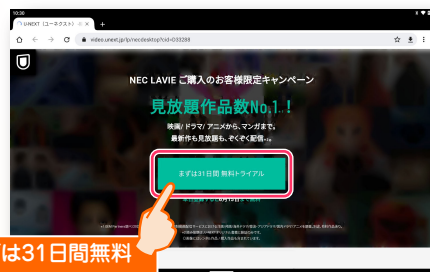 10:30
U-NEXT〈ユーネクスト〉
video.unext.jp/lp/necdesktop?cid=D33288
NEC LAVIE ご購入のお客様限定キャンペーン
見放題作品数No.1!
映画/ ドラマ/ アニメから、マンガまで。
最新作も見放題も、ぞくぞく配信…。
まずは31日間 無料トライアル
は31日間無料